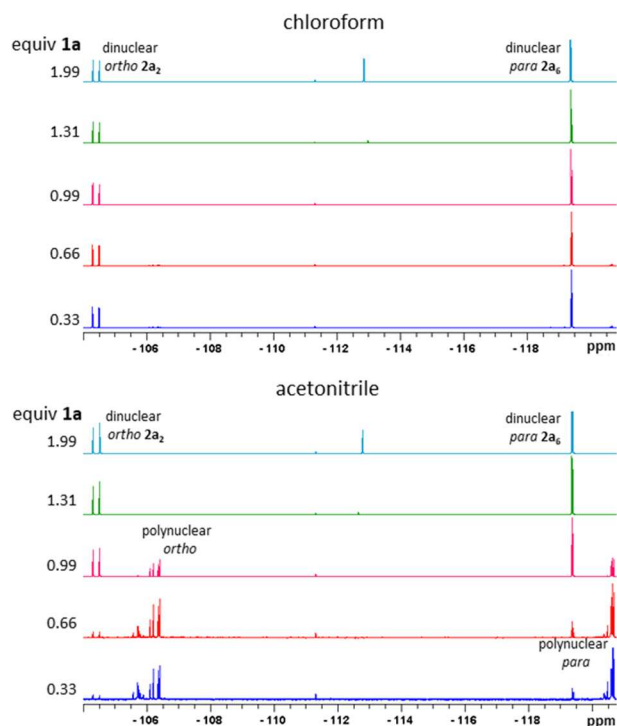 chloroform
equiv 1a
dinuclear
ortho 2a₂
dinuclear
para 2a₆
1.99
1.31
0.99
0.66
0.33
-106 -108 -110 -112 -114 -116 -118 ppm
acetonitrile
equiv 1a
dinuclear
ortho 2a₂
dinuclear
para 2a₆
1.99
1.31
polynuclear
ortho
0.99
0.66
polynuclear
para
0.33
-106 -108 -110 -112 -114 -116 -118 ppm